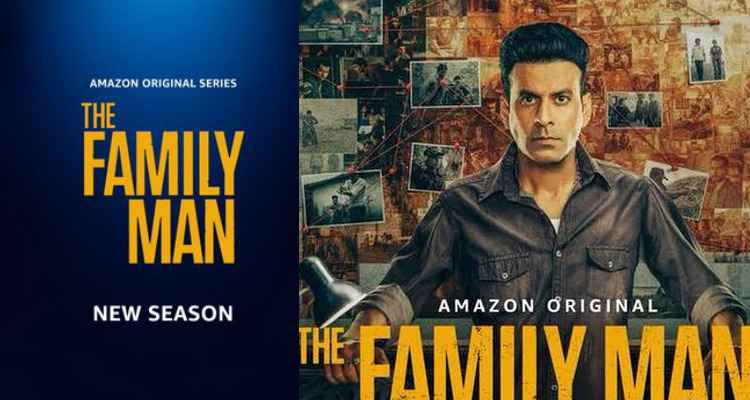 AMAZON ORIGINAL SERIES
THE
FAMILY
MAN
NEW SEASON
AMAZON ORIGINAL
THE FAMILY MAN